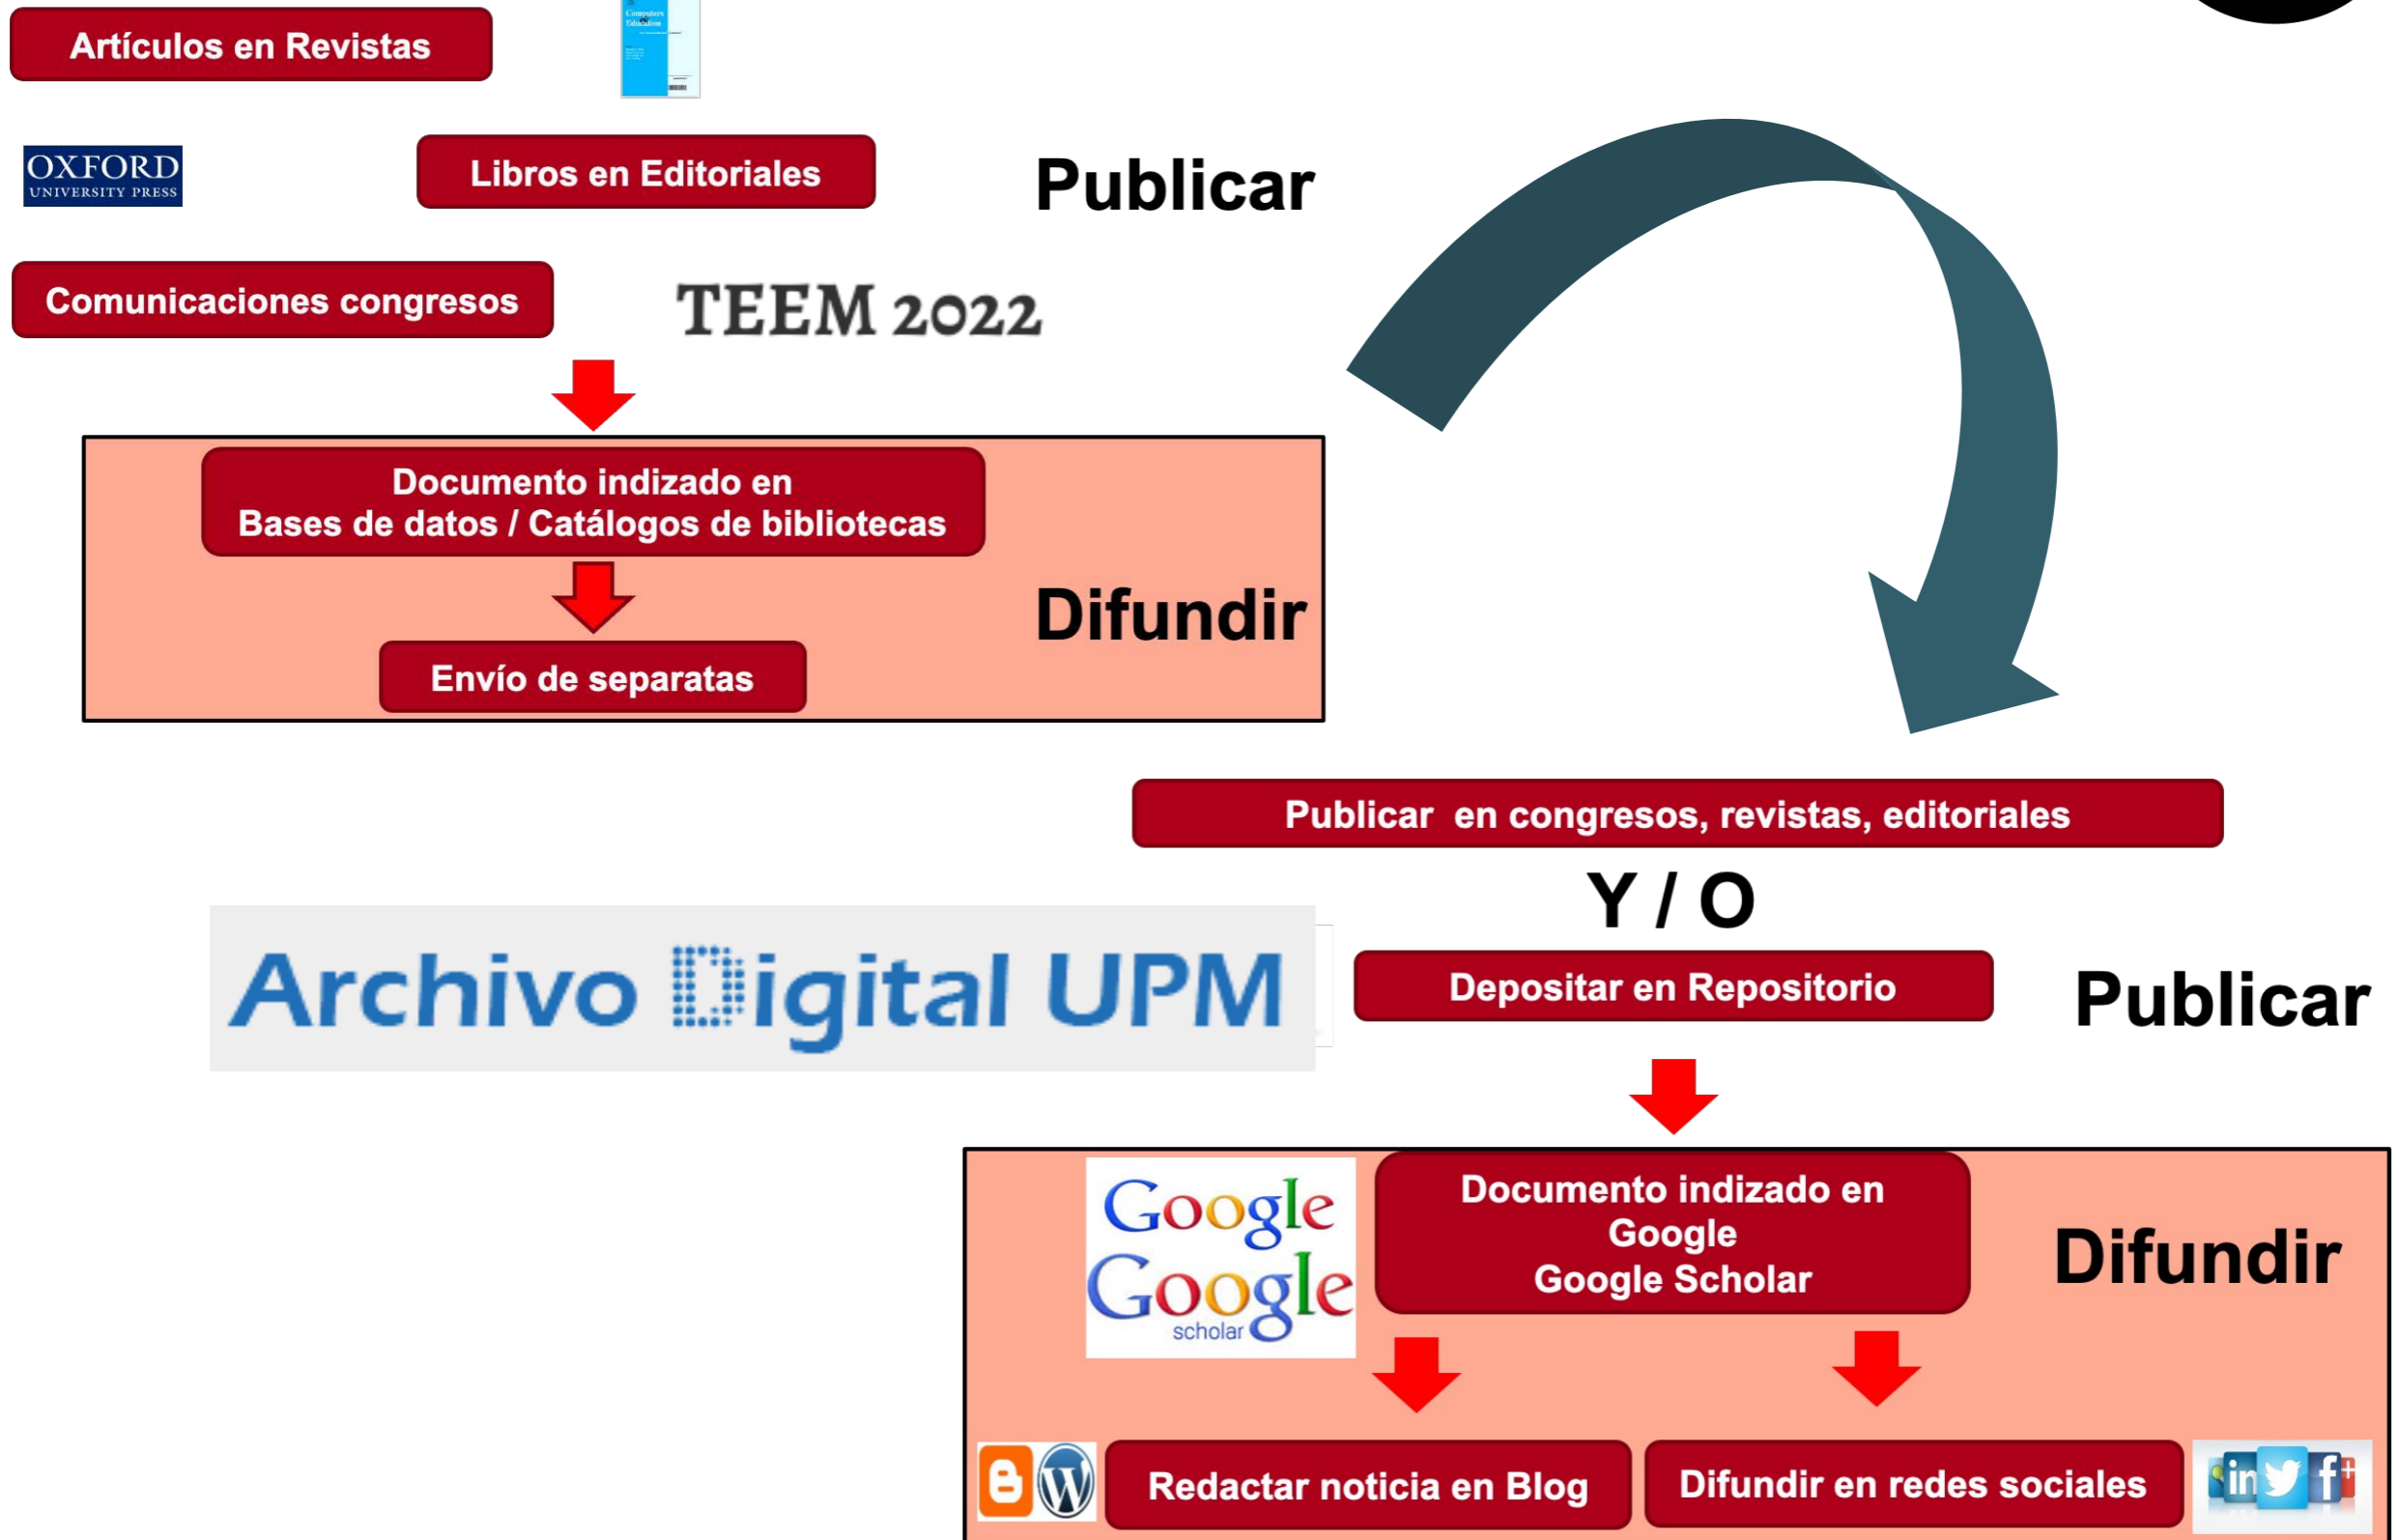 Computers
&
Education
Artículos en Revistas
OXFORD
UNIVERSITY PRESS
Libros en Editoriales
Publicar
Comunicaciones congresos
TEEM 2022
Documento indizado en
Bases de datos / Catálogos de bibliotecas
Difundir
Envío de separatas
Publicar en congresos, revistas, editoriales
Y / O
Archivo Digital UPM
Depositar en Repositorio
Publicar
Google
Google
scholar
Documento indizado en
Google
Google Scholar
Difundir
Redactar noticia en Blog
Difundir en redes sociales
in
f
+